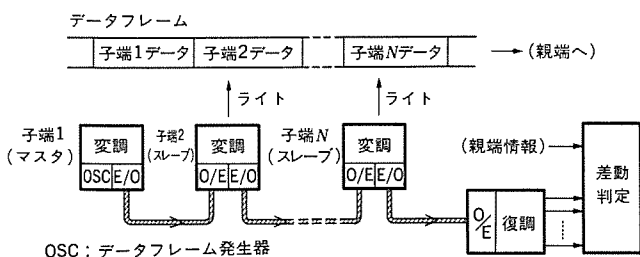 データフレーム
子端1データ 子端2データ 子端Nデータ (親端へ)
ライト ライト
子端1 (マスタ) 変調 OSC E/O
子端2 (スレーブ) 変調 O/E E/O
子端N (スレーブ) 変調 O/E E/O
(親端情報)
差動判定
O/E 復調
OSC：データフレーム発生器